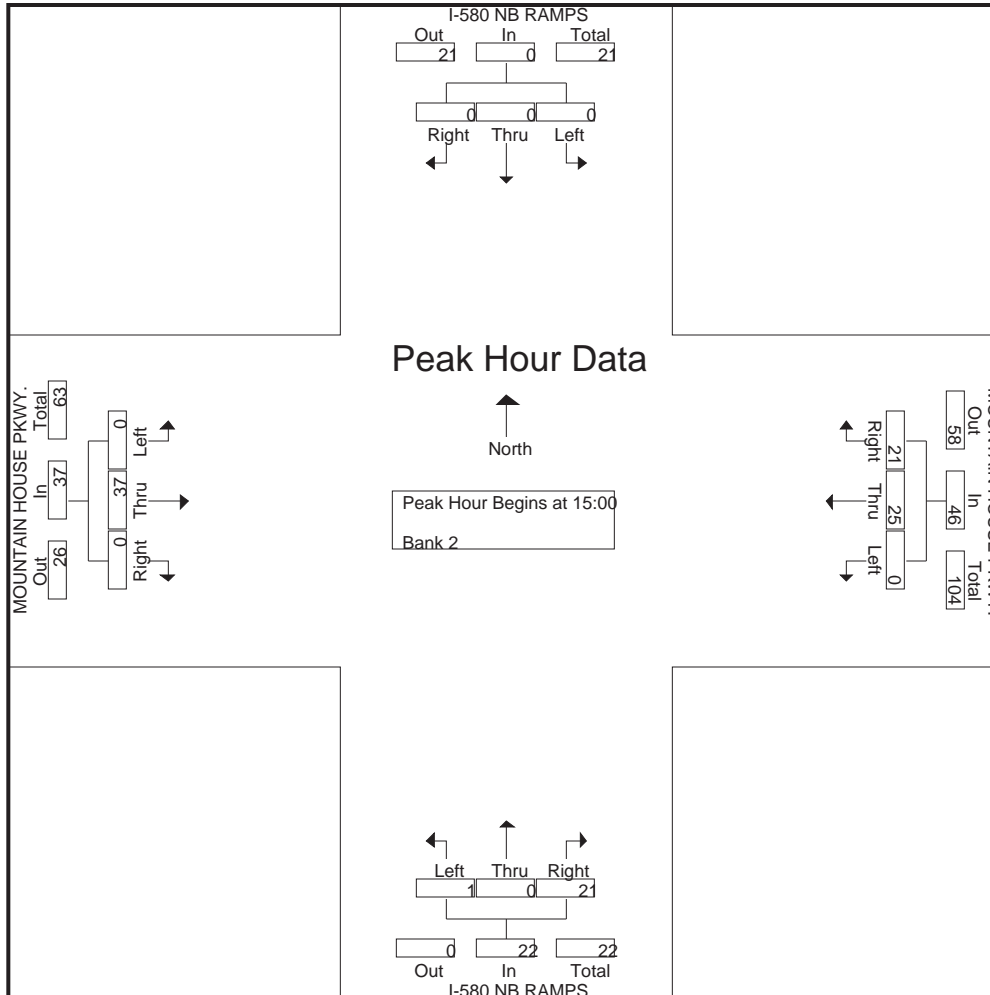 I-580 NB RAMPS
Out In Total
21 0 21
0 0 0
Right Thru Left
Peak Hour Data
North
Peak Hour Begins at 15:00
Bank 2
MOUNTAIN HOUSE PKWY.
Total In Out
63 37 26
0 37 0
Left Thru Right
Out In Total
58 46 104
21 25 0
Right Thru Left
Left Thru Right
1 0 21
0 22 22
Out In Total
I-580 NB RAMPS